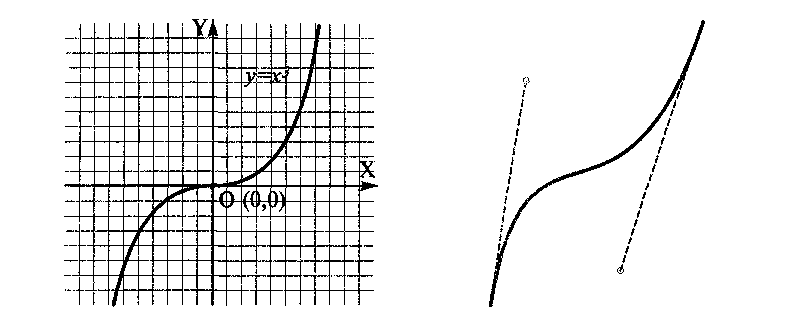 Y
y=x³
X
O (0,0)